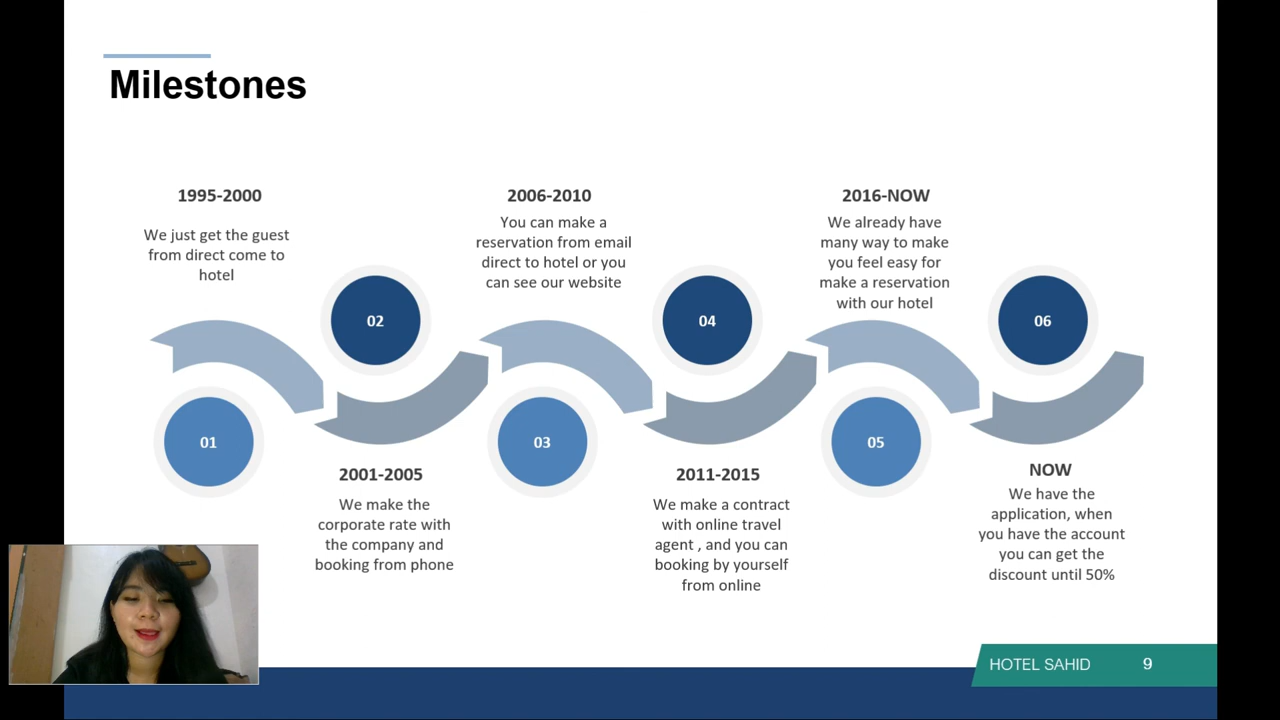 Milestones
1995-2000
We just get the guest
from direct come to
hotel
01
02
2001-2005
We make the
corporate rate with
the company and
booking from phone
2006-2010
You can make a
reservation from email
direct to hotel or you
can see our website
03
04
2011-2015
We make a contract
with online travel
agent , and you can
booking by yourself
from online
2016-NOW
We already have
many way to make
you feel easy for
make a reservation
with our hotel
05
06
NOW
We have the
application, when
you have the account
you can get the
discount until 50%
HOTEL SAHID
9